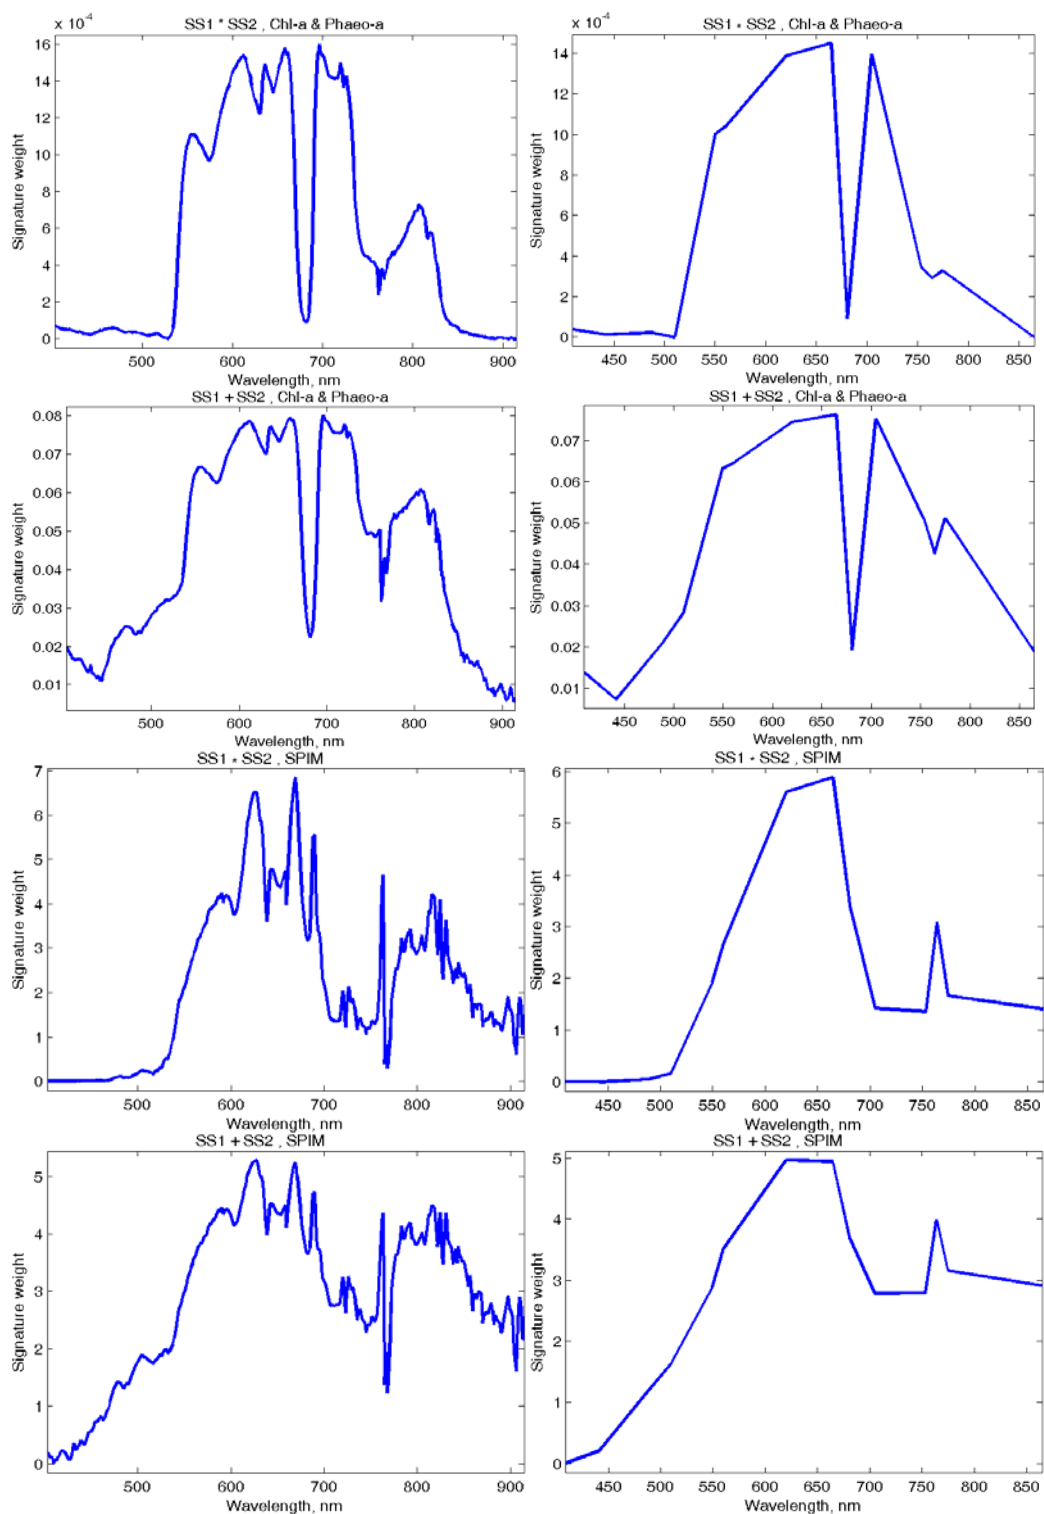 SS1 * SS2 , Chl-a & Phaeo-a
x 10^-4
16
14
12
10
8
6
4
2
0
Signature weight
500 600 700 800 900
Wavelength, nm
SS1 * SS2 , Chl-a & Phaeo-a
x 10^-4
14
12
10
8
6
4
2
0
Signature weight
450 500 550 600 650 700 750 800 850
Wavelength, nm
SS1 + SS2 , Chl-a & Phaeo-a
0.08
0.07
0.06
0.05
0.04
0.03
0.02
0.01
Signature weight
500 600 700 800 900
Wavelength, nm
SS1 + SS2 , Chl-a & Phaeo-a
0.07
0.06
0.05
0.04
0.03
0.02
0.01
Signature weight
450 500 550 600 650 700 750 800 850
Wavelength, nm
SS1 * SS2 , SPIM
7
6
5
4
3
2
1
0
Signature weight
500 600 700 800 900
Wavelength, nm
SS1 * SS2 , SPIM
6
5
4
3
2
1
0
Signature weight
450 500 550 600 650 700 750 800 850
Wavelength, nm
SS1 + SS2 , SPIM
5
4
3
2
1
0
Signature weight
500 600 700 800 900
Wavelength, nm
SS1 + SS2 , SPIM
5
4
3
2
1
0
Signature weight
450 500 550 600 650 700 750 800 850
Wavelength, nm